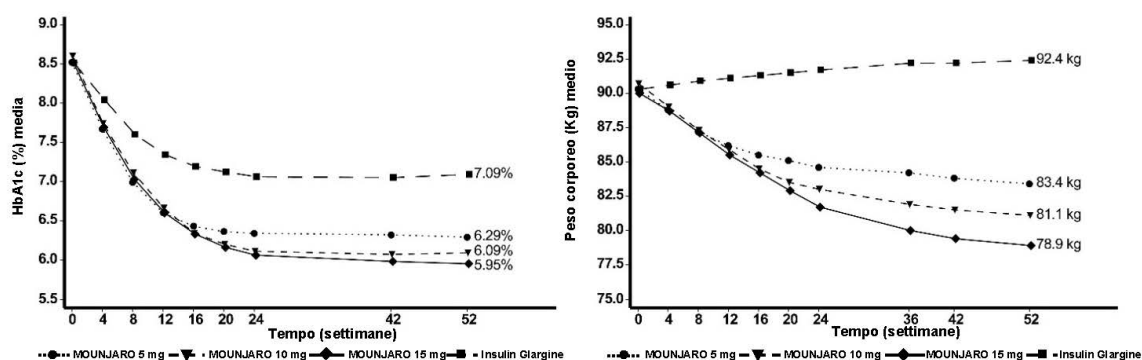 HbA1c (%) media
9.0
8.5
8.0
7.5
7.0
6.5
6.0
5.5
7.09%
6.29%
6.09%
5.95%
0 4 8 12 16 20 24 42 52
Tempo (settimane)
MOUNJARO 5 mg MOUNJARO 10 mg MOUNJARO 15 mg Insulin Glargine
Peso corporeo (Kg) medio
95.0
92.5
90.0
87.5
85.0
82.5
80.0
77.5
75.0
92.4 kg
83.4 kg
81.1 kg
78.9 kg
0 4 8 12 16 20 24 36 42 52
Tempo (settimane)
MOUNJARO 5 mg MOUNJARO 10 mg MOUNJARO 15 mg Insulin Glargine